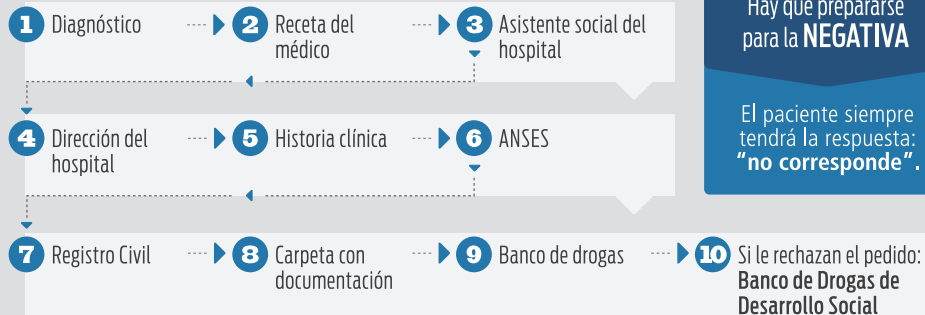 1 Diagnóstico
2 Receta del
médico
3 Asistente social del
hospital
Hay que prepararse
para la NEGATIVA
El paciente siempre
tendrá la respuesta:
"no corresponde".
4 Dirección del
hospital
5 Historia clínica
6 ANSES
7 Registro Civil
8 Carpeta con
documentación
9 Banco de drogas
10 Si le rechazan el pedido:
Banco de Drogas de
Desarrollo Social